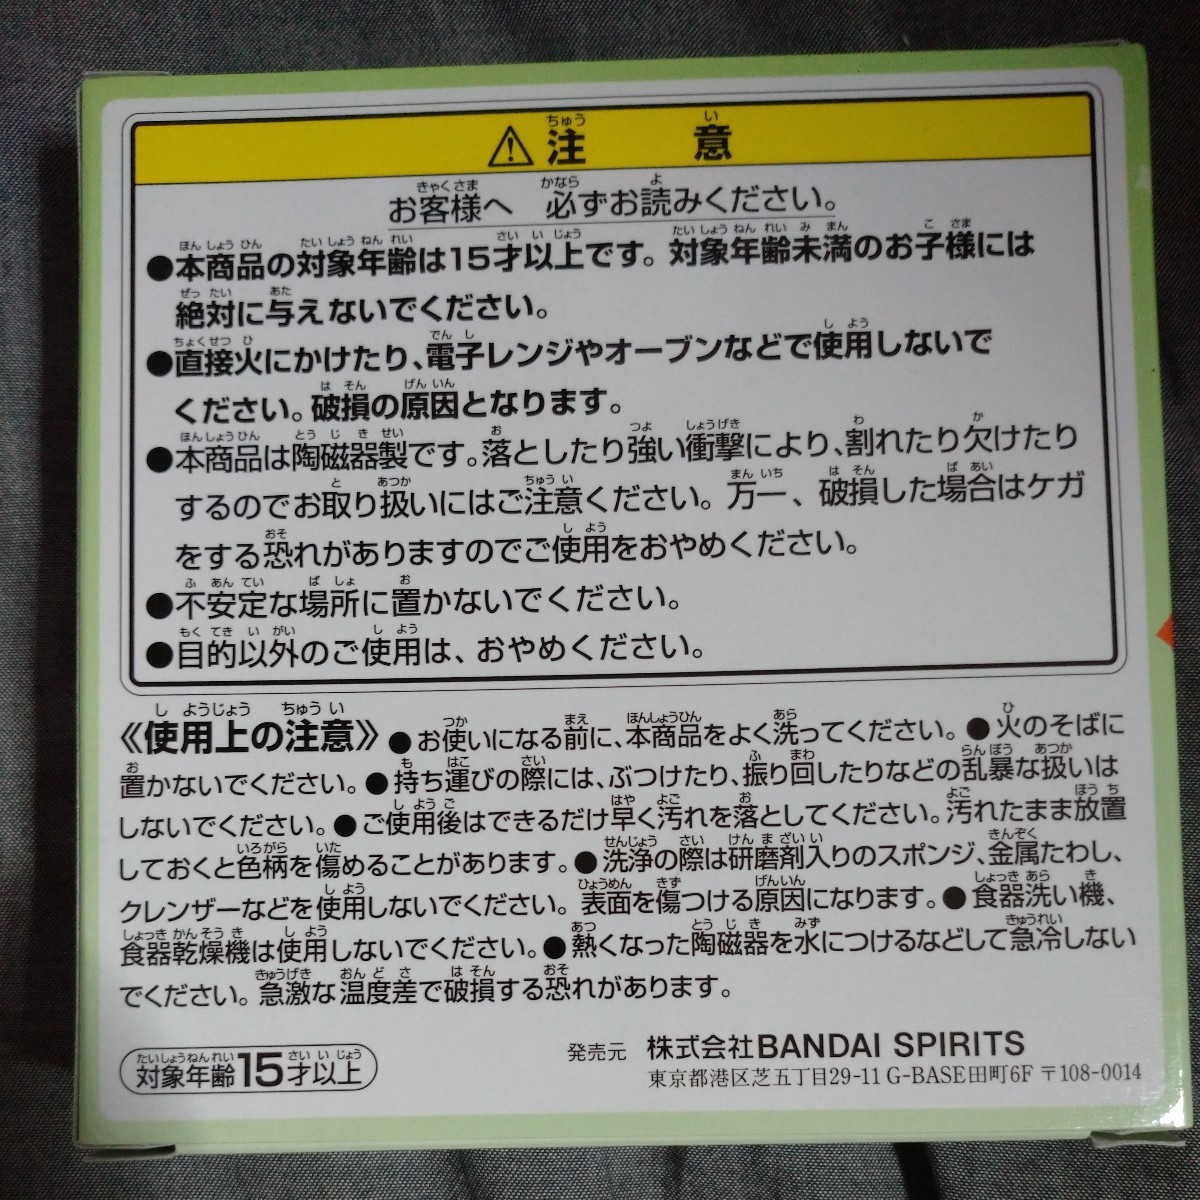 ⚠注意
お客様へ 必ずお読みください。
●本商品の対象年齢は15才以上です。対象年齢未満のお子様には
絶対に与えないでください。
●直接火にかけたり、電子レンジやオーブンなどで使用しないで
ください。破損の原因となります。
●本商品は陶磁器製です。落としたり強い衝撃により、割れたり欠けたり
するのでお取り扱いにはご注意ください。万一、破損した場合はケガ
をする恐れがありますのでご使用をおやめください。
●不安定な場所に置かないでください。
●目的以外のご使用は、おやめください。
《使用上の注意》●お使いになる前に、本商品をよく洗ってください。●火のそばに
置かないでください。●持ち運びの際には、ぶつけたり、振り回したりなどの乱暴な扱いは
しないでください。●ご使用後はできるだけ早く汚れを落としてください。汚れたまま放置
しておくと色柄を傷めることがあります。●洗浄の際は研磨剤入りのスポンジ、金属たわし、
クレンザーなどを使用しないでください。表面を傷つける原因になります。●食器洗い機、
食器乾燥機は使用しないでください。●熱くなった陶磁器を水につけるなどして急冷しない
でください。急激な温度差で破損する恐れがあります。
対象年齢15才以上
発売元 株式会社BANDAI SPIRITS
東京都港区芝五丁目29-11 G-BASE田町6F 〒108-0014